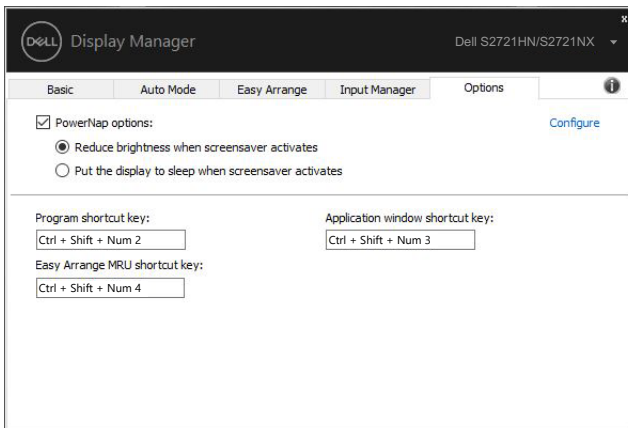 x
DELL Display Manager Dell S2721HN/S2721NX
Basic Auto Mode Easy Arrange Input Manager Options i
PowerNap options: Configure
Reduce brightness when screensaver activates
Put the display to sleep when screensaver activates
Program shortcut key: Application window shortcut key:
Ctrl + Shift + Num 2 Ctrl + Shift + Num 3
Easy Arrange MRU shortcut key:
Ctrl + Shift + Num 4